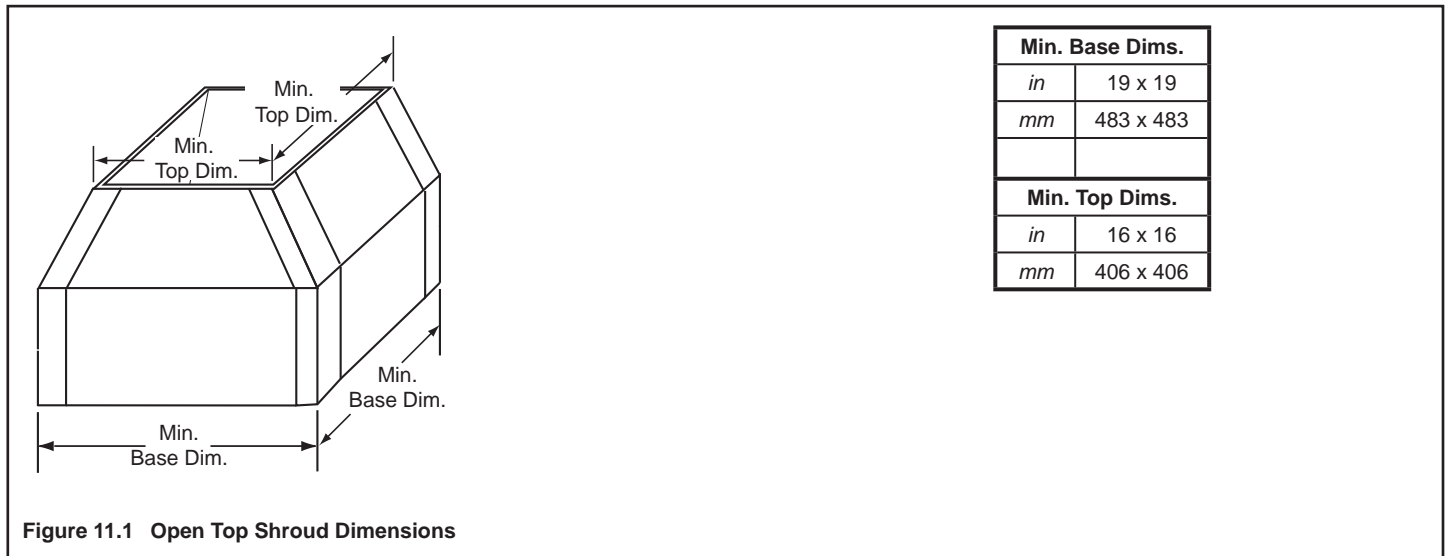 Min.
Top Dim.
Min.
Top Dim.
Min.
Base Dim.
Min.
Base Dim.
Min. Base Dims.
in 19 x 19
mm 483 x 483
Min. Top Dims.
in 16 x 16
mm 406 x 406
Figure 11.1 Open Top Shroud Dimensions